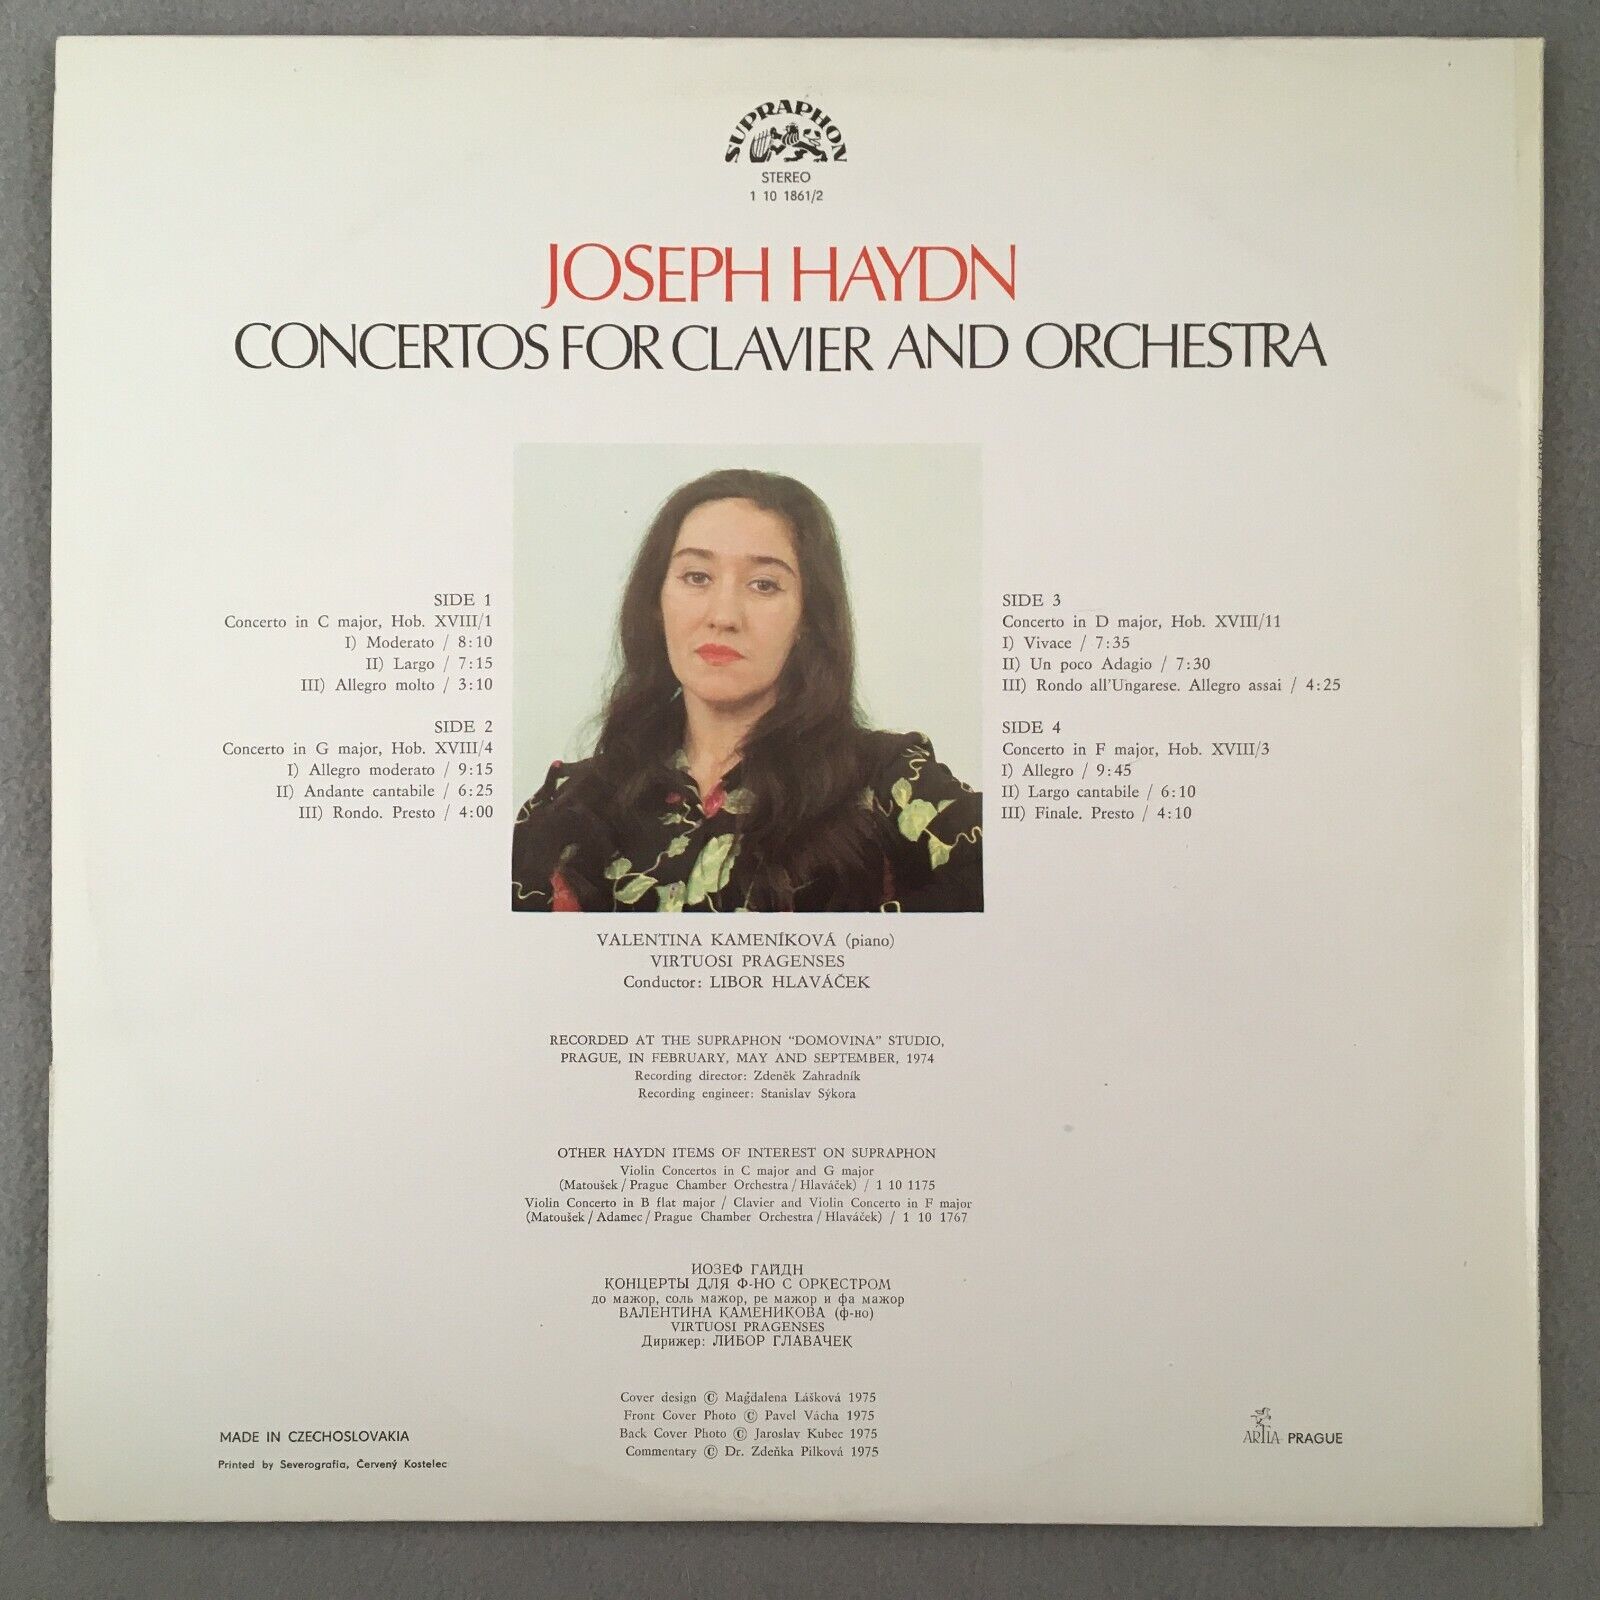 SUPRAPHON
STEREO
1 10 1861/2
JOSEPH HAYDN
CONCERTOS FOR CLAVIER AND ORCHESTRA
SIDE 1
Concerto in C major, Hob. XVIII/1
I) Moderato / 8:10
II) Largo / 7:15
III) Allegro molto / 3:10
SIDE 2
Concerto in G major, Hob. XVIII/4
I) Allegro moderato / 9:15
II) Andante cantabile / 6:25
III) Rondo. Presto / 4:00
SIDE 3
Concerto in D major, Hob. XVIII/11
I) Vivace / 7:35
II) Un poco Adagio / 7:30
III) Rondo all'Ungarese. Allegro assai / 4:25
SIDE 4
Concerto in F major, Hob. XVIII/3
I) Allegro / 9:45
II) Largo cantabile / 6:10
III) Finale. Presto / 4:10
VALENTINA KAMENÍKOVÁ (piano)
VIRTUOSI PRAGENSES
Conductor: LIBOR HLAVÁČEK
RECORDED AT THE SUPRAPHON "DOMOVINA" STUDIO,
PRAGUE, IN FEBRUARY, MAY AND SEPTEMBER, 1974
Recording director: Zdeněk Zahradník
Recording engineer: Stanislav Sýkora
OTHER HAYDN ITEMS OF INTEREST ON SUPRAPHON
Violin Concertos in C major and G major
(Matoušek/Prague Chamber Orchestra/Hlaváček) / 1 10 1175
Violin Concerto in B flat major / Clavier and Violin Concerto in F major
(Matoušek/Adamec/Prague Chamber Orchestra/Hlaváček) / 1 10 1767
ИОЗЕФ ГАЙДН
КОНЦЕРТЫ ДЛЯ Ф-НО С ОРКЕСТРОМ
до мажор, соль мажор, ре мажор и фа мажор
ВАЛЕНТИНА КАМЕНИКОВА (ф-но)
VIRTUOSI PRAGENSES
Дирижер: ЛИБОР ГЛАВАЧЕК
Cover design © Magdalena Lášková 1975
Front Cover Photo © Pavel Vácha 1975
Back Cover Photo © Jaroslav Kubec 1975
Commentary © Dr. Zdeňka Pilková 1975
MADE IN CZECHOSLOVAKIA
Printed by Severografia, Červený Kostelec
ARTIA PRAGUE